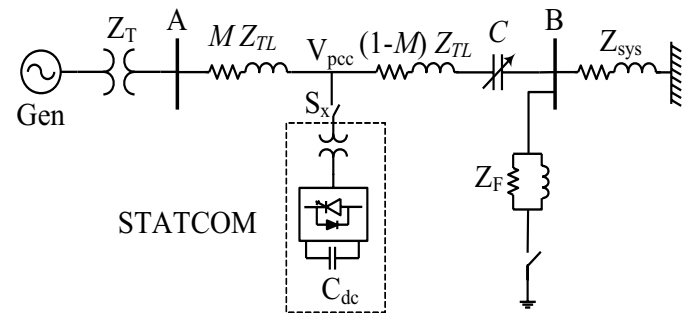 Z_T
A
M Z_TL
V_pcc
(1-M) Z_TL
C
B
Z_sys
Gen
S_x
Z_F
STATCOM
C_dc